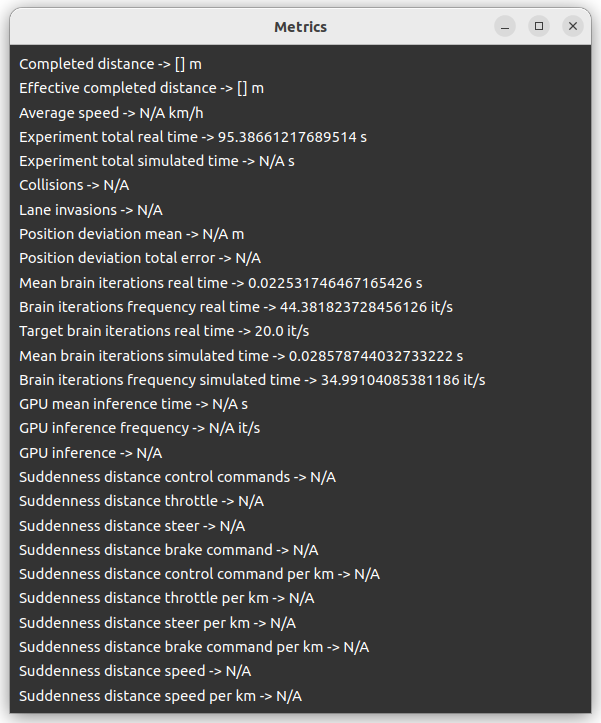 Metrics
Completed distance -> [] m
Effective completed distance -> [] m
Average speed -> N/A km/h
Experiment total real time -> 95.38661217689514 s
Experiment total simulated time -> N/A s
Collisions -> N/A
Lane invasions -> N/A
Position deviation mean -> N/A m
Position deviation total error -> N/A
Mean brain iterations real time -> 0.022531746467165426 s
Brain iterations frequency real time -> 44.381823728456126 it/s
Target brain iterations real time -> 20.0 it/s
Mean brain iterations simulated time -> 0.028578744032733222 s
Brain iterations frequency simulated time -> 34.99104085381186 it/s
GPU mean inference time -> N/A s
GPU inference frequency -> N/A it/s
GPU inference -> N/A
Suddenness distance control commands -> N/A
Suddenness distance throttle -> N/A
Suddenness distance steer -> N/A
Suddenness distance brake command -> N/A
Suddenness distance control command per km -> N/A
Suddenness distance throttle per km -> N/A
Suddenness distance steer per km -> N/A
Suddenness distance brake command per km -> N/A
Suddenness distance speed -> N/A
Suddenness distance speed per km -> N/A